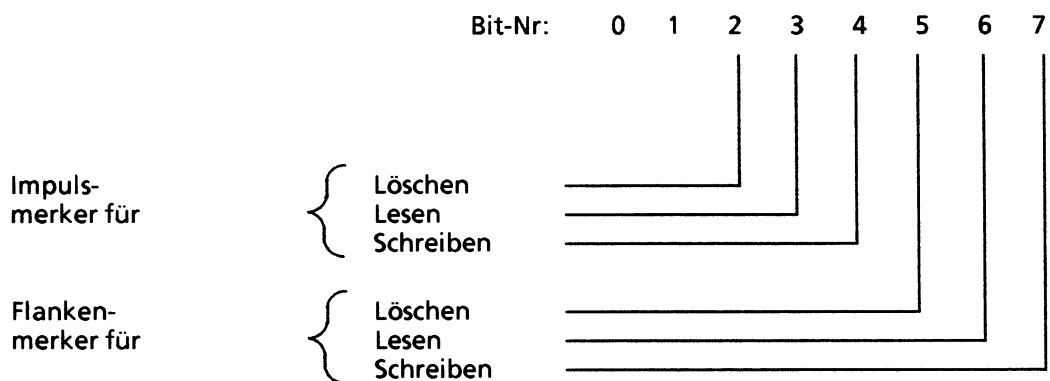 Bit-Nr: 0 1 2 3 4 5 6 7
Impuls-
merker für
Löschen
Lesen
Schreiben
Flanken-
merker für
Löschen
Lesen
Schreiben